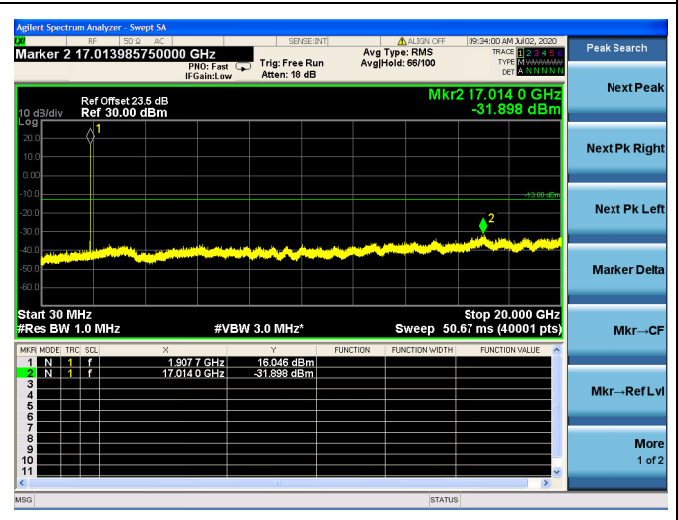 Agilent Spectrum Analyzer - Swept SA
RF 50 Ω AC SENSE:INT ALIGN OFF 09:34:00 AM Jul 02, 2020
Marker 2 17.013985750000 GHz
PNO: Fast
IFGain:Low
Trig: Free Run
Atten: 18 dB
Avg Type: RMS
Avg|Hold: 66/100
TRACE 1 2 3 4 5 6
TYPE M
DET A N N N N N
Peak Search
Next Peak
Next Pk Right
Next Pk Left
Marker Delta
Mkr→CF
Mkr→RefLvl
More
1 of 2
Mkr2 17.014 0 GHz
-31.898 dBm
Ref Offset 23.5 dB
10 dB/div Ref 30.00 dBm
Log
20.0
10.0
0.00
-10.0
-20.0
-30.0
-40.0
-50.0
-60.0
1
-13.00 dBm
2
Start 30 MHz Stop 20.000 GHz
#Res BW 1.0 MHz #VBW 3.0 MHz* Sweep 50.67 ms (40001 pts)
MKR MODE TRC SCL X Y FUNCTION FUNCTION WIDTH FUNCTION VALUE
1 N 1 f 1.907 7 GHz 16.046 dBm
2 N 1 f 17.014 0 GHz -31.898 dBm
3
4
5
6
7
8
9
10
11
MSG STATUS